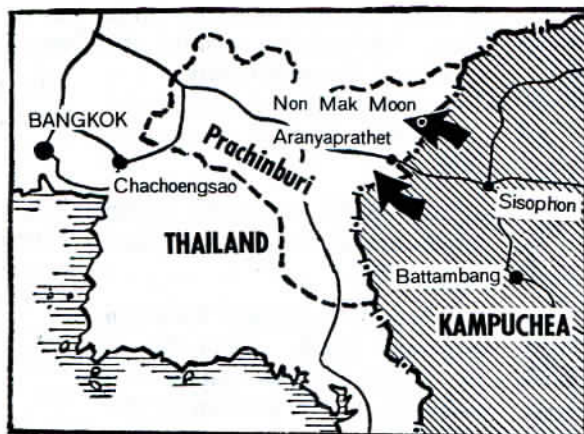 Non Mak Moon
BANGKOK
Aranyaprathet
Prachinburi
Chachoengsao
Sisophon
THAILAND
Battambang
KAMPUCHEA